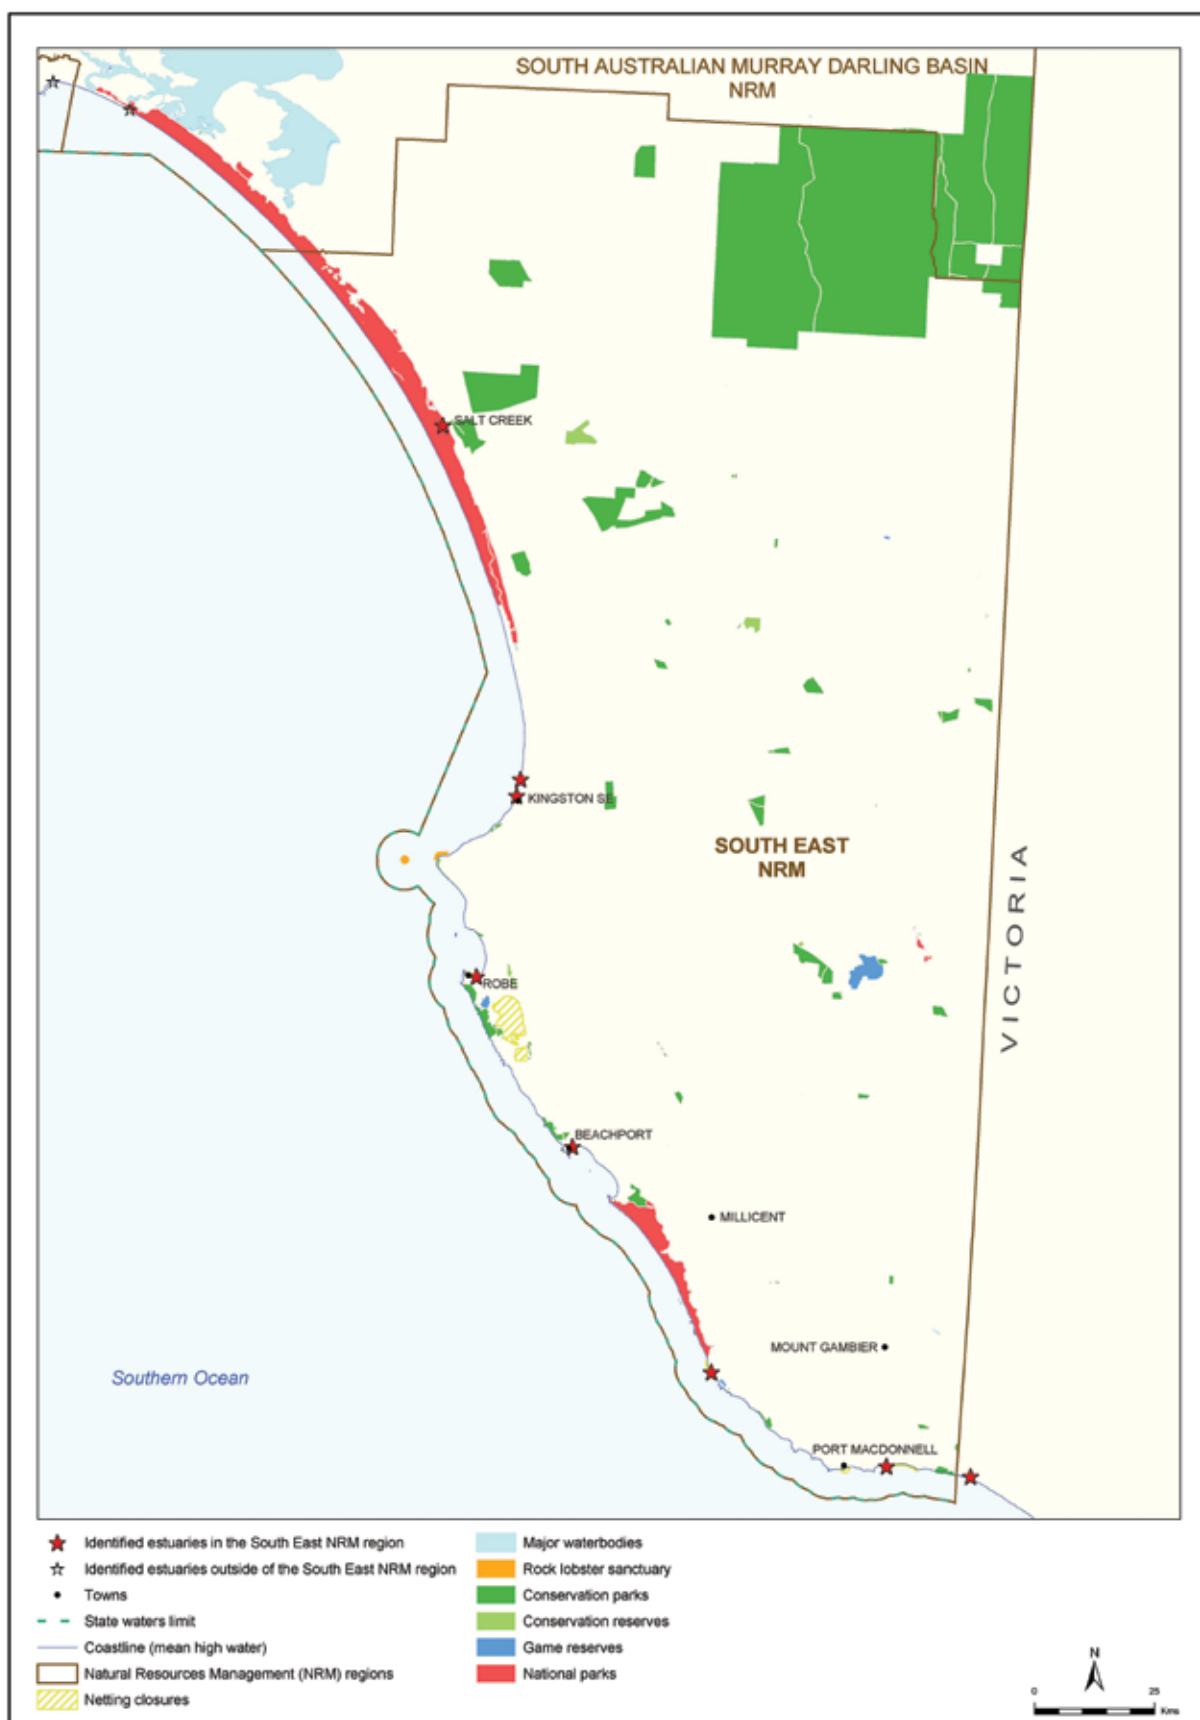 SOUTH AUSTRALIAN MURRAY DARLING BASIN
NRM
SALT CREEK
KINGSTON SE
SOUTH EAST
NRM
VICTORIA
ROBE
BEACHPORT
MILLICENT
MOUNT GAMBIER
Southern Ocean
PORT MACDONNELL
Identified estuaries in the South East NRM region
Identified estuaries outside of the South East NRM region
Towns
State waters limit
Coastline (mean high water)
Natural Resources Management (NRM) regions
Netting closures
Major waterbodies
Rock lobster sanctuary
Conservation parks
Conservation reserves
Game reserves
National parks
N
0 25
Kms